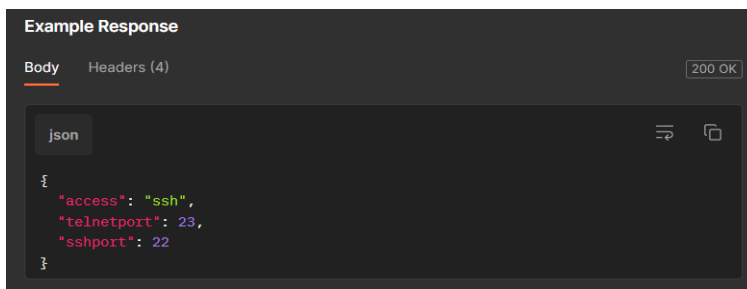 Example Response
Body Headers (4) 200 OK
json
{
"access": "ssh",
"telnetport": 23,
"sshport": 22
}